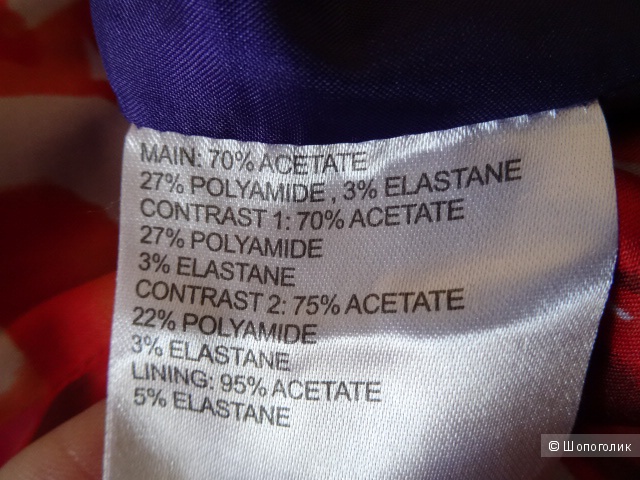 MAIN: 70% ACETATE
27% POLYAMIDE , 3% ELASTANE
CONTRAST 1: 70% ACETATE
27% POLYAMIDE
3% ELASTANE
CONTRAST 2: 75% ACETATE
22% POLYAMIDE
3% ELASTANE
LINING: 95% ACETATE
5% ELASTANE
© Шопоголик